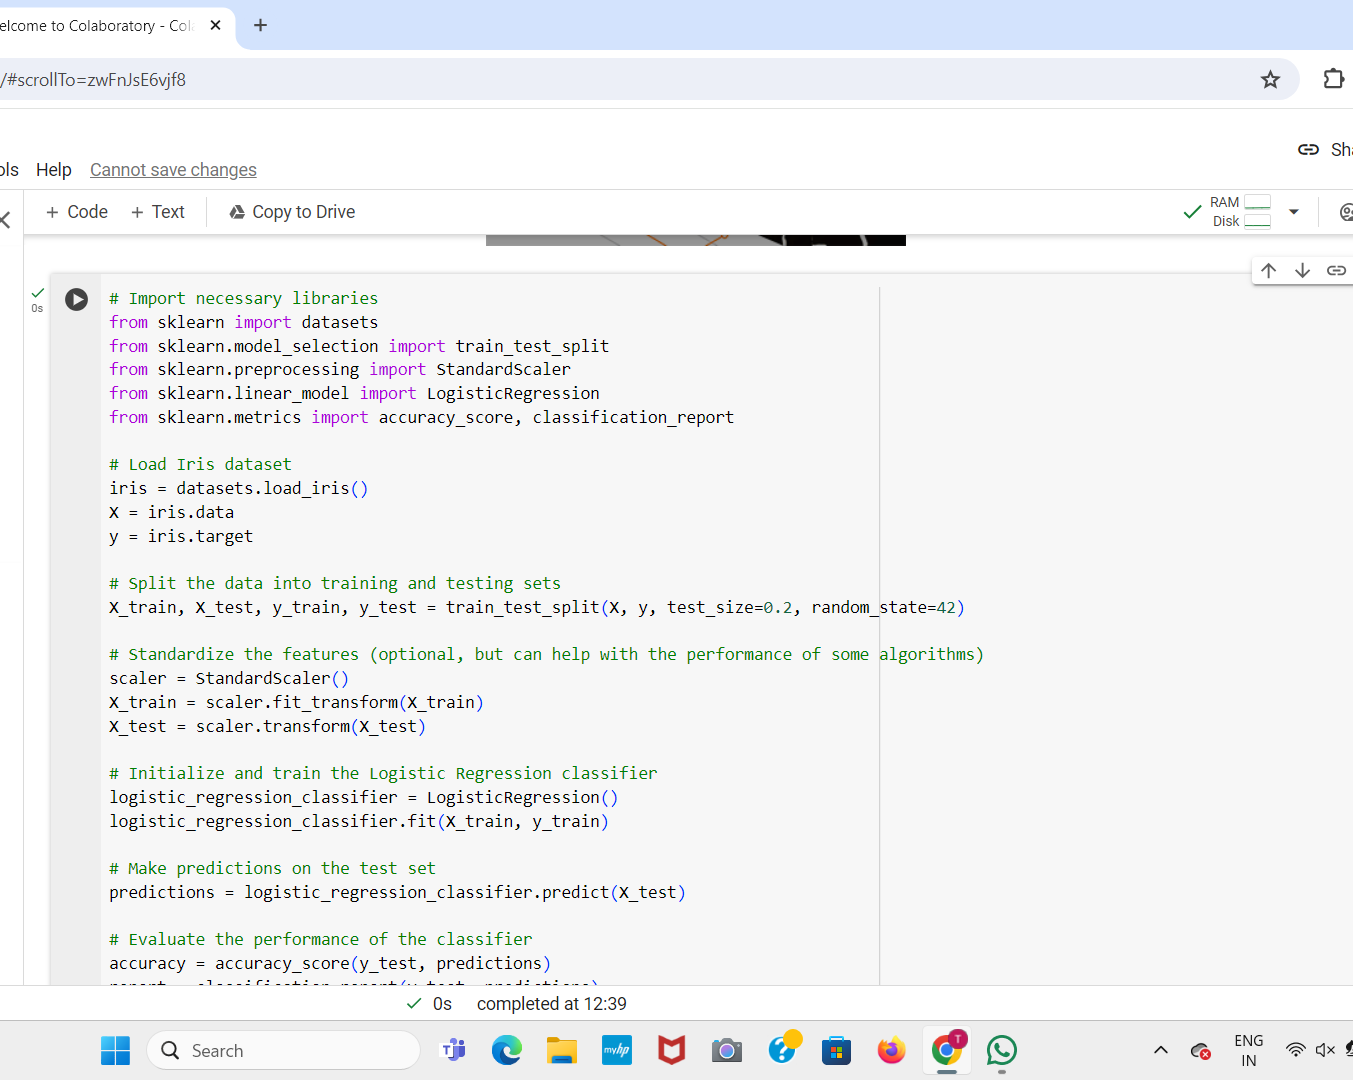 elcome to Colaboratory - Col
/#scrollTo=zwFnJsE6vjf8
Sha
ols Help Cannot save changes
+ Code + Text Copy to Drive
RAM
Disk
0s
# Import necessary libraries
from sklearn import datasets
from sklearn.model_selection import train_test_split
from sklearn.preprocessing import StandardScaler
from sklearn.linear_model import LogisticRegression
from sklearn.metrics import accuracy_score, classification_report
# Load Iris dataset
iris = datasets.load_iris()
X = iris.data
y = iris.target
# Split the data into training and testing sets
X_train, X_test, y_train, y_test = train_test_split(X, y, test_size=0.2, random_state=42)
# Standardize the features (optional, but can help with the performance of some algorithms)
scaler = StandardScaler()
X_train = scaler.fit_transform(X_train)
X_test = scaler.transform(X_test)
# Initialize and train the Logistic Regression classifier
logistic_regression_classifier = LogisticRegression()
logistic_regression_classifier.fit(X_train, y_train)
# Make predictions on the test set
predictions = logistic_regression_classifier.predict(X_test)
# Evaluate the performance of the classifier
accuracy = accuracy_score(y_test, predictions)
report = classification_report(y_test, predictions)
0s completed at 12:39
Search
myhp
T
ENG
IN